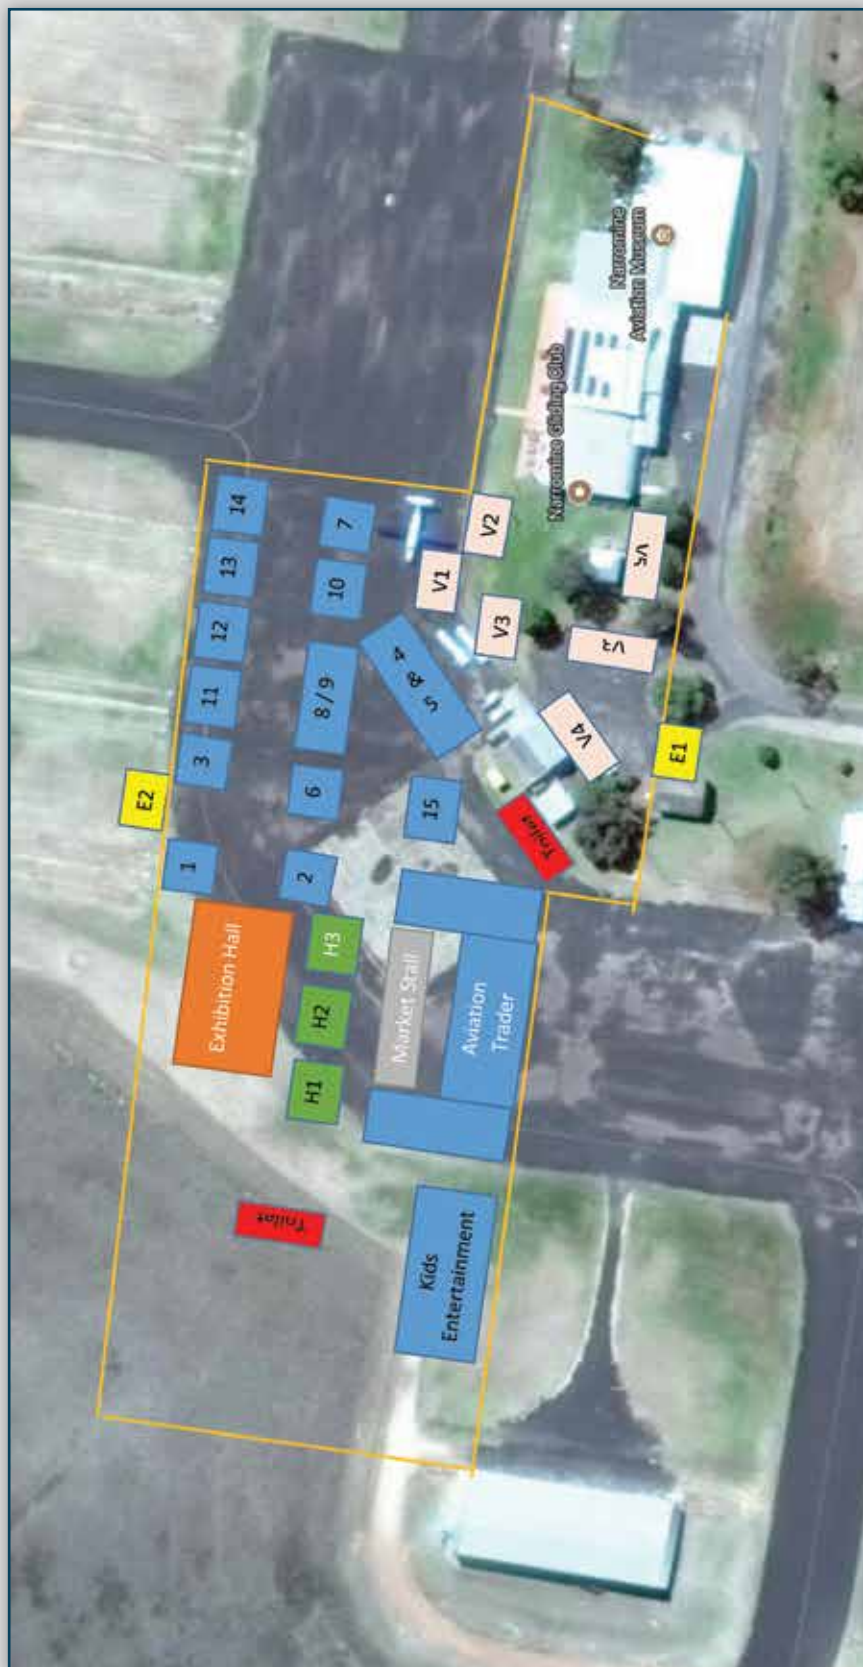 E2
1
3
11
12
13
14
Exhibition Hall
2
6
8 / 9
10
7
Toilet
H1
H2
H3
Market Stall
15
5 & 4
V1
V2
V3
Kids
Entertainment
Aviation
Trader
Toilet
V4
V5
E1
Narromine Gliding Club
Narromine
Aviation Museum